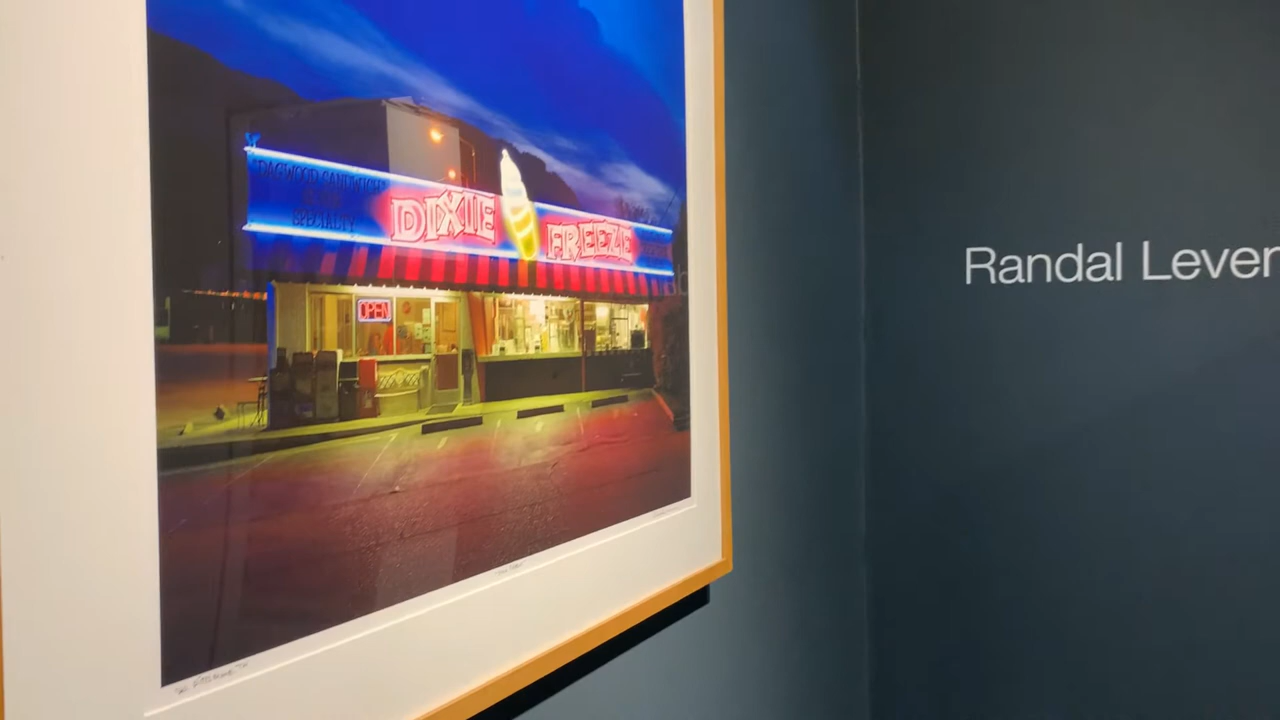 "DAGWOOD SANDWICH"
SPECIALTY
DIXIE FREEZE
OPEN
Randal Lever